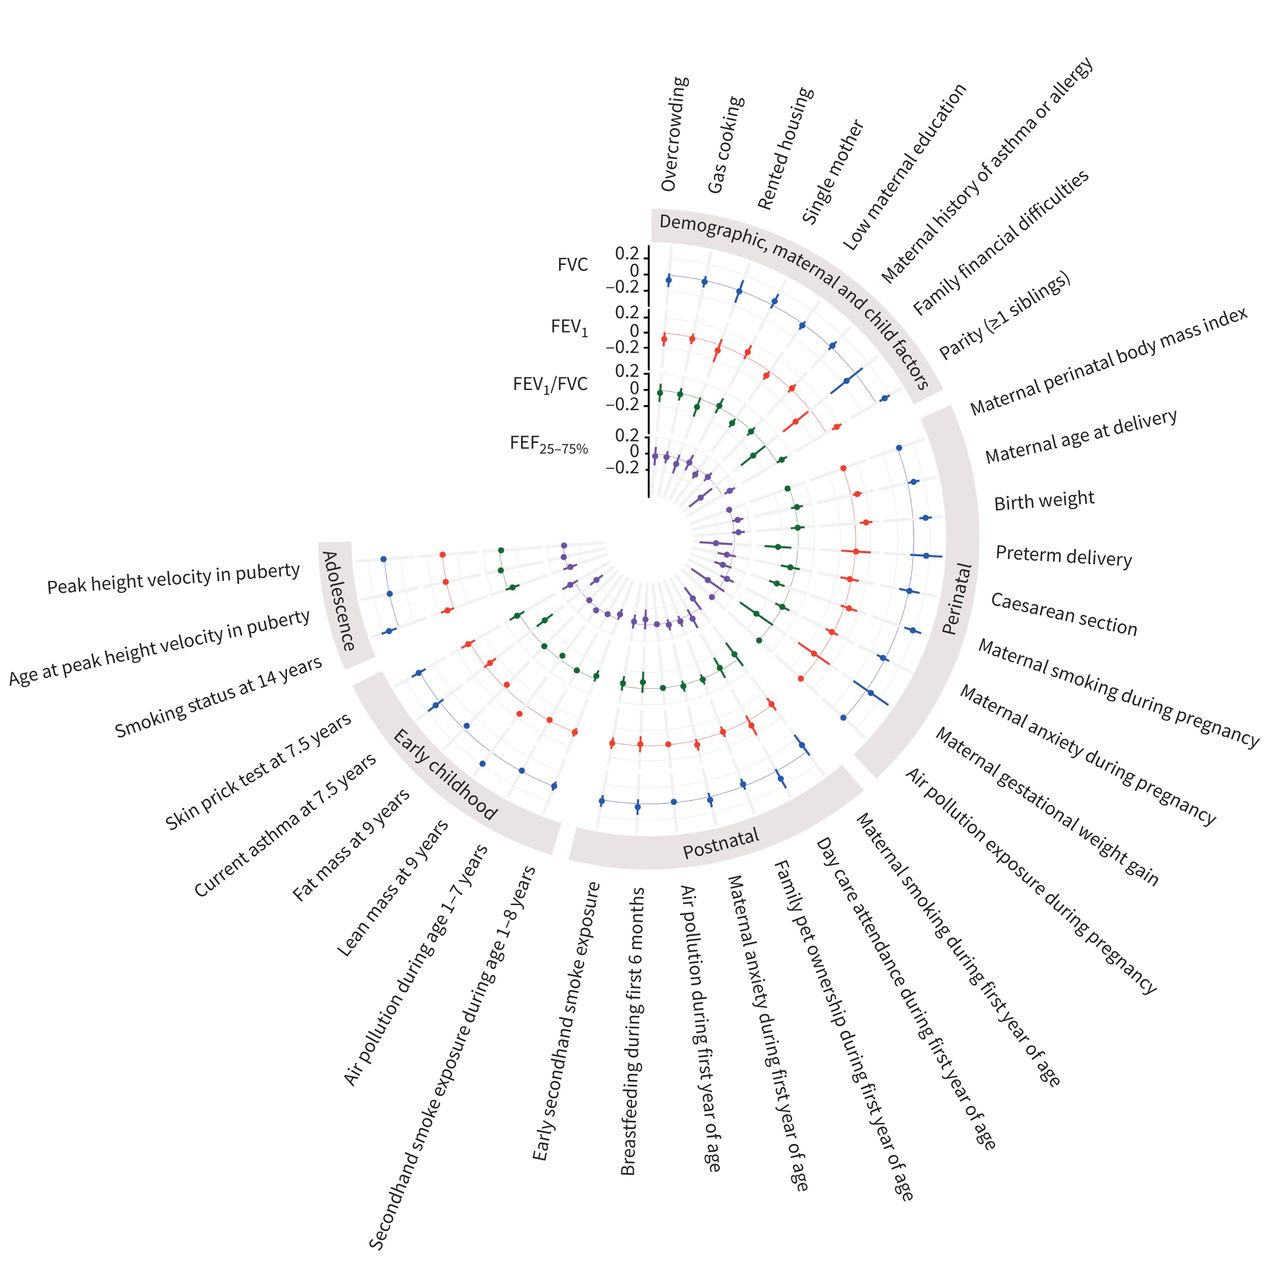 Overcrowding
Gas cooking
Rented housing
Single mother
Low maternal education
Maternal history of asthma or allergy
Family financial difficulties
Parity (≥1 siblings)
Maternal perinatal body mass index
Maternal age at delivery
Birth weight
Preterm delivery
Caesarean section
Maternal smoking during pregnancy
Maternal anxiety during pregnancy
Maternal gestational weight gain
Air pollution exposure during pregnancy
Maternal smoking during first year of age
Day care attendance during first year of age
Family pet ownership during first year of age
Maternal anxiety during first year of age
Air pollution during first year of age
Breastfeeding during first 6 months
Early secondhand smoke exposure
Secondhand smoke exposure during age 1–8 years
Air pollution during age 1–7 years
Lean mass at 9 years
Fat mass at 9 years
Current asthma at 7.5 years
Skin prick test at 7.5 years
Smoking status at 14 years
Age at peak height velocity in puberty
Peak height velocity in puberty
Demographic, maternal and child factors
Perinatal
Postnatal
Early childhood
Adolescence
FVC
0.2
0
–0.2
FEV1
0.2
0
–0.2
FEV1/FVC
0.2
0
–0.2
FEF25–75%
0.2
0
–0.2